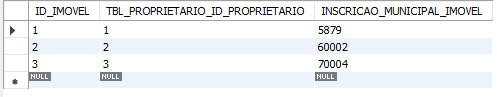 ID_IMOVEL TBL_PROPRIETARIO_ID_PROPRIETARIO INSCRICAO_MUNICIPAL_IMOVEL
1 1 5879
2 2 60002
3 3 70004
NULL NULL NULL